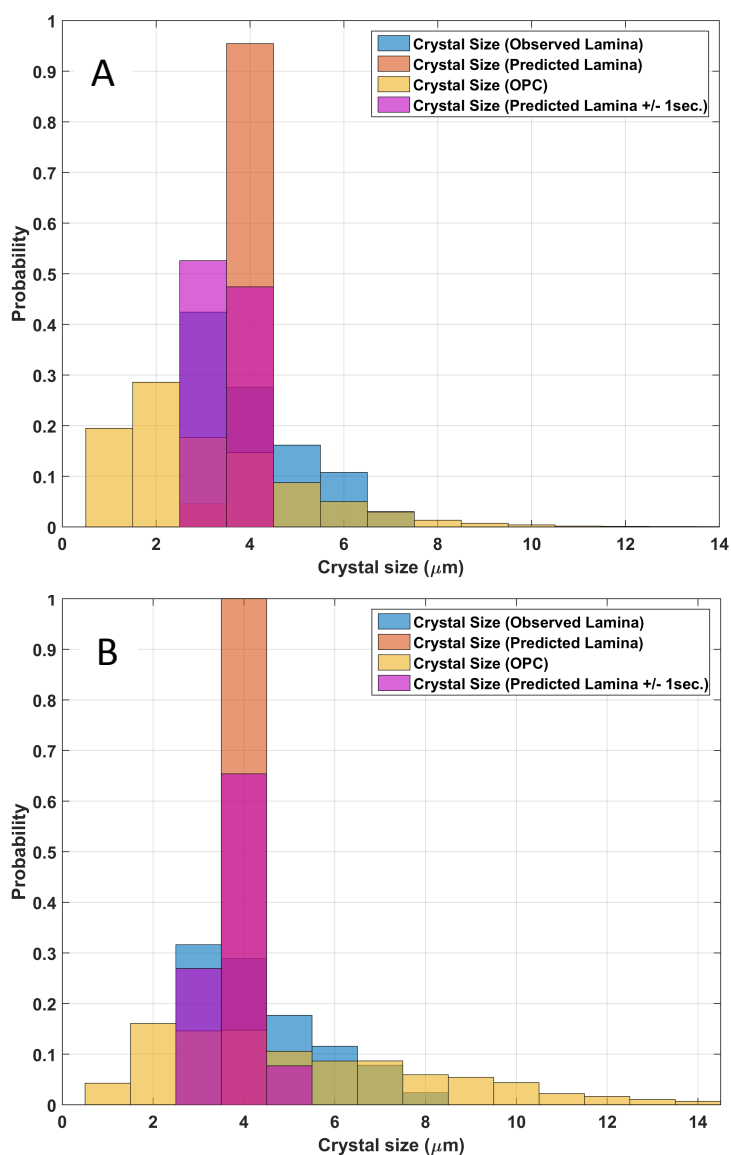 1
0.9
0.8
0.7
0.6
0.5
0.4
0.3
0.2
0.1
0
Probability
A
Crystal Size (Observed Lamina)
Crystal Size (Predicted Lamina)
Crystal Size (OPC)
Crystal Size (Predicted Lamina +/- 1sec.)
0 2 4 6 8 10 12 14
Crystal size (μm)
1
0.9
0.8
0.7
0.6
0.5
0.4
0.3
0.2
0.1
0
Probability
B
Crystal Size (Observed Lamina)
Crystal Size (Predicted Lamina)
Crystal Size (OPC)
Crystal Size (Predicted Lamina +/- 1sec.)
0 2 4 6 8 10 12 14
Crystal size (μm)